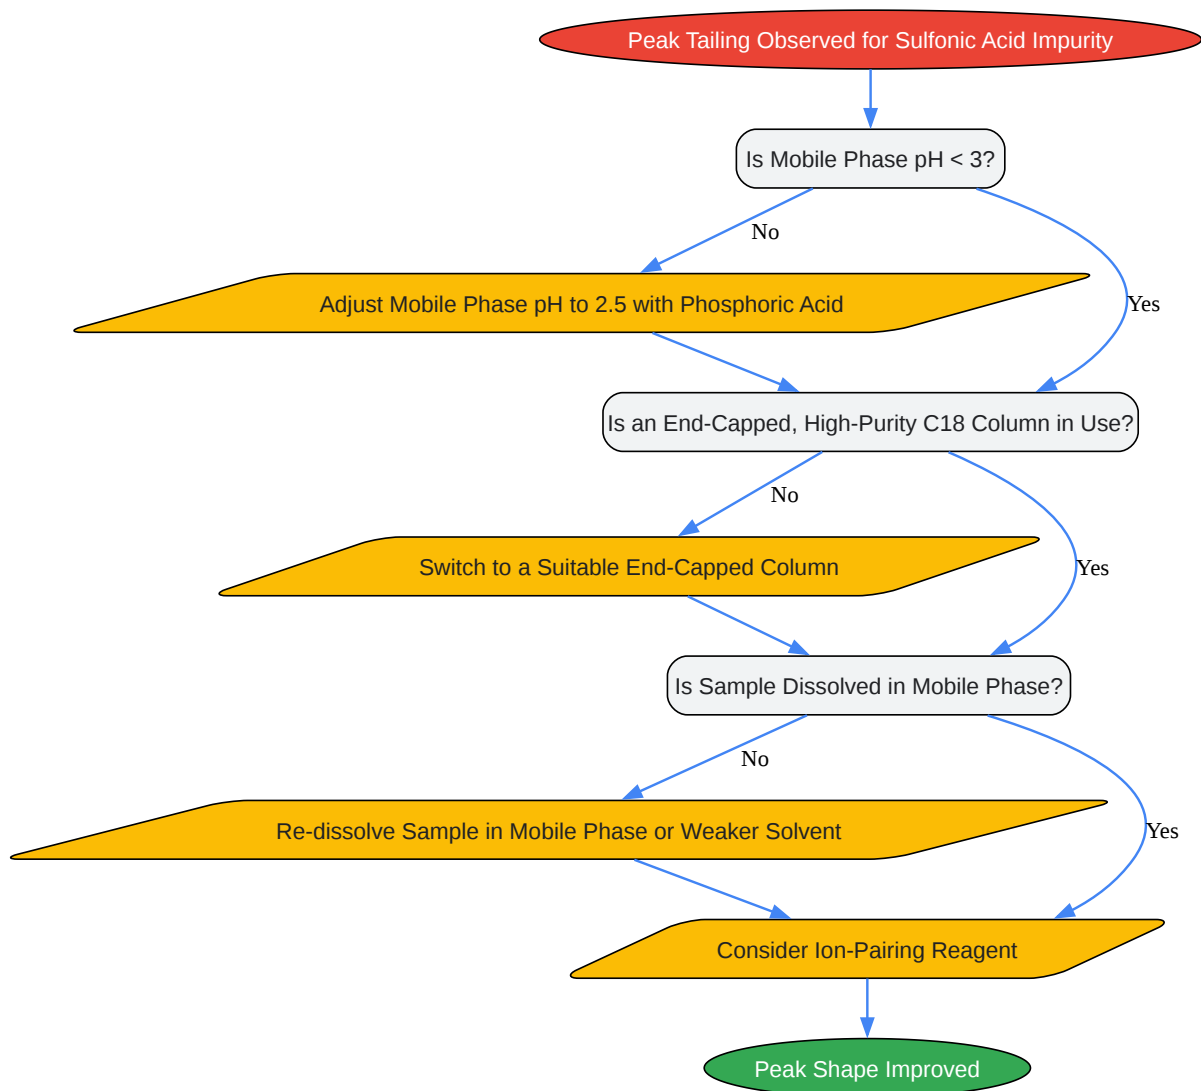 Peak Tailing Observed for Sulfonic Acid Impurity
Is Mobile Phase pH < 3?
No
Adjust Mobile Phase pH to 2.5 with Phosphoric Acid
Yes
Is an End-Capped, High-Purity C18 Column in Use?
No
Switch to a Suitable End-Capped Column
Yes
Is Sample Dissolved in Mobile Phase?
No
Re-dissolve Sample in Mobile Phase or Weaker Solvent
Yes
Consider Ion-Pairing Reagent
Peak Shape Improved